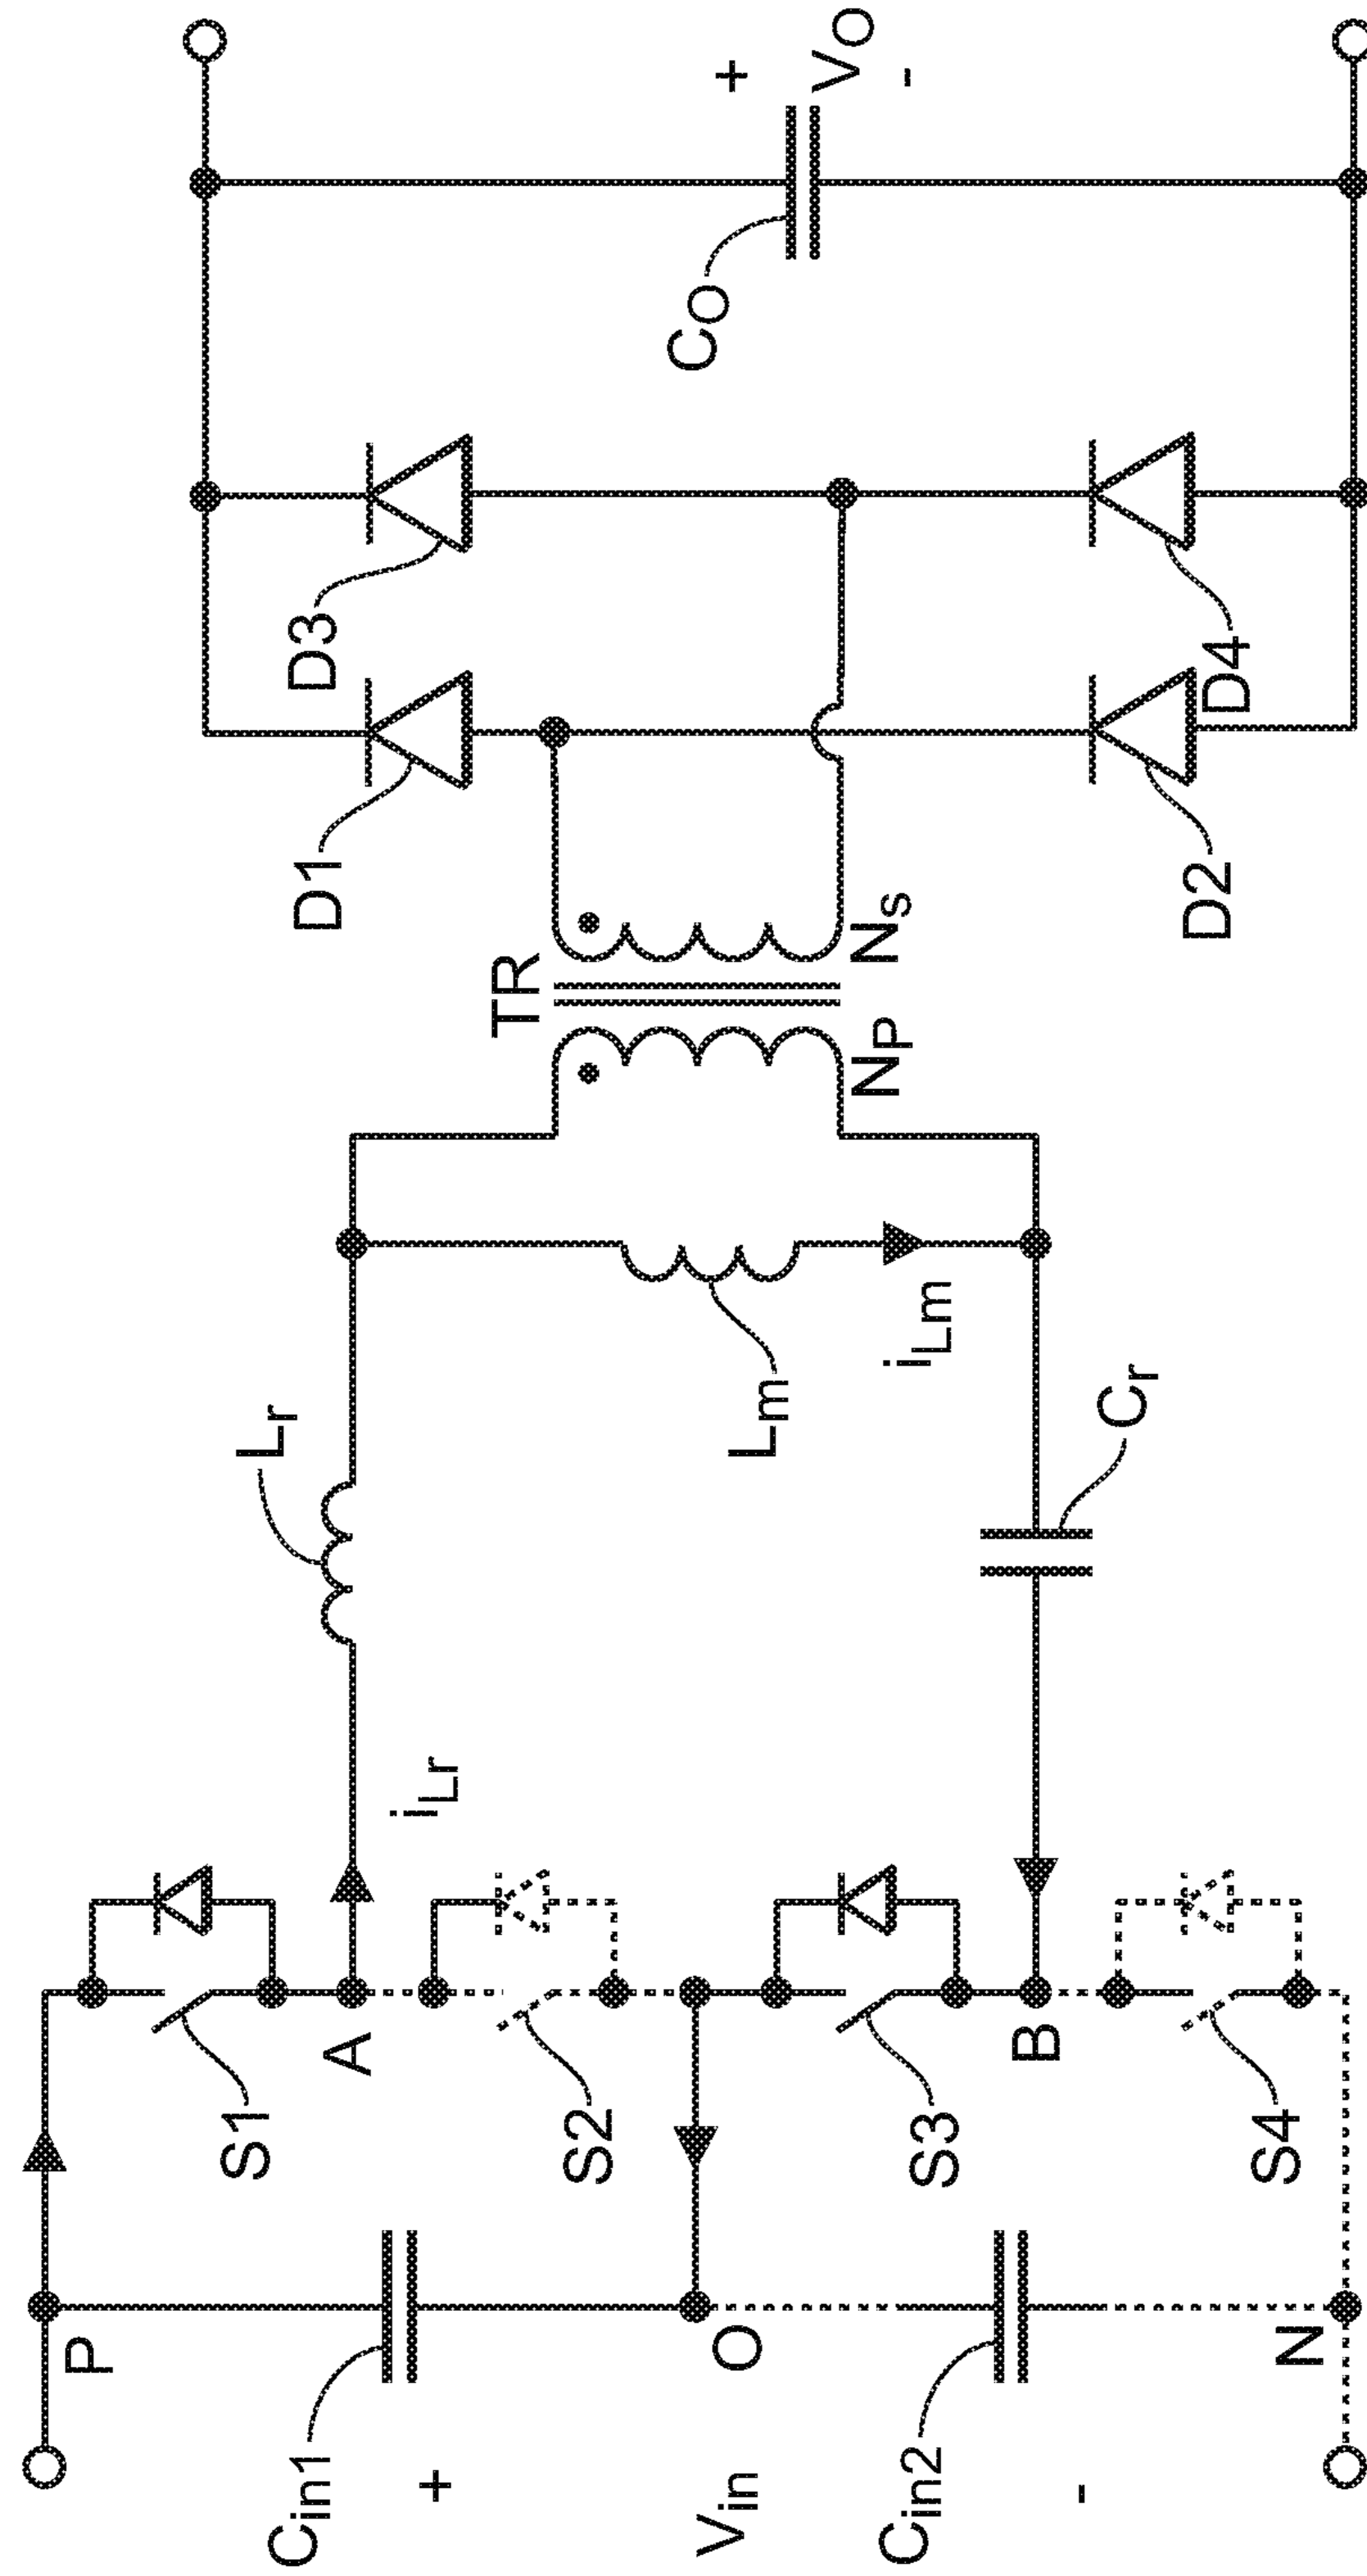 P
C_in1
+
V_in
O
C_in2
-
N
S1
A
S2
S3
B
S4
i_Lr
L_r
L_m
i_Lm
C_r
TR
N_P
N_s
D1
D3
D2
D4
C_O
+
V_O
-